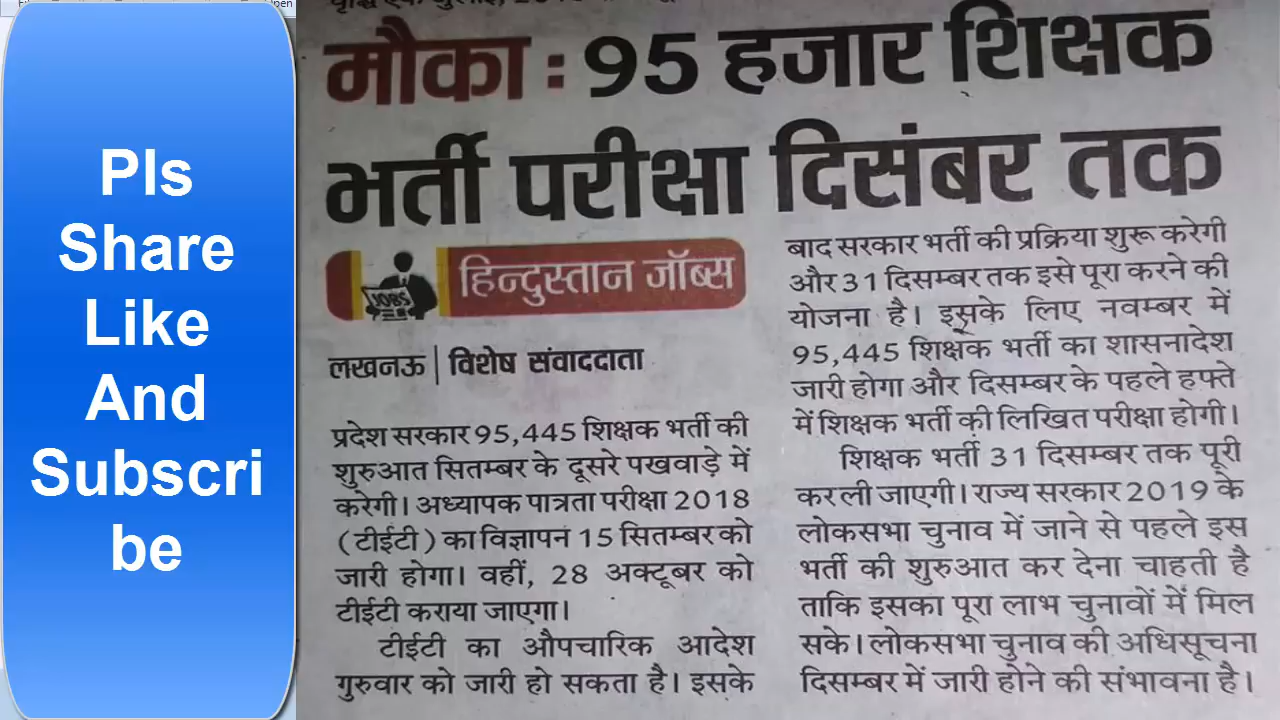 Pls
Share
Like
And
Subscri
be
मौका : 95 हजार शिक्षक
भर्ती परीक्षा दिसंबर तक
JOBS
हिन्दुस्तान जॉब्स
लखनऊ | विशेष संवाददाता
प्रदेश सरकार 95,445 शिक्षक भर्ती की
शुरुआत सितम्बर के दूसरे पखवाड़े में
करेगी। अध्यापक पात्रता परीक्षा 2018
(टीईटी) का विज्ञापन 15 सितम्बर को
जारी होगा। वहीं, 28 अक्टूबर को
टीईटी कराया जाएगा।
टीईटी का औपचारिक आदेश
गुरुवार को जारी हो सकता है। इसके
बाद सरकार भर्ती की प्रक्रिया शुरू करेगी
और 31 दिसम्बर तक इसे पूरा करने की
योजना है। इसके लिए नवम्बर में
95,445 शिक्षक भर्ती का शासनादेश
जारी होगा और दिसम्बर के पहले हफ्ते
में शिक्षक भर्ती की लिखित परीक्षा होगी।
शिक्षक भर्ती 31 दिसम्बर तक पूरी
कर ली जाएगी। राज्य सरकार 2019 के
लोकसभा चुनाव में जाने से पहले इस
भर्ती की शुरुआत कर देना चाहती है
ताकि इसका पूरा लाभ चुनावों में मिल
सके। लोकसभा चुनाव की अधिसूचना
दिसम्बर में जारी होने की संभावना है।